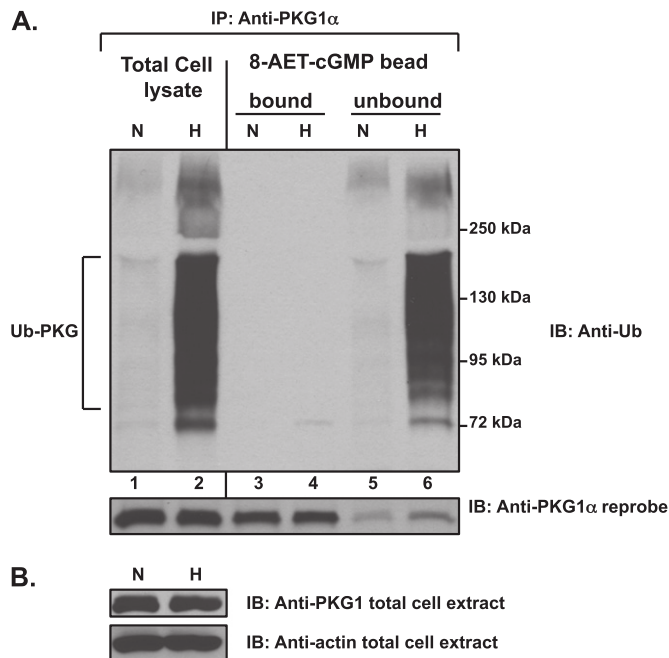 A.
IP: Anti-PKG1α
Total Cell
lysate
8-AET-cGMP bead
bound
unbound
N H N H N H
250 kDa
130 kDa
95 kDa
72 kDa
Ub-PKG
IB: Anti-Ub
1 2 3 4 5 6
IB: Anti-PKG1α reprobe
B.
N H
IB: Anti-PKG1 total cell extract
IB: Anti-actin total cell extract